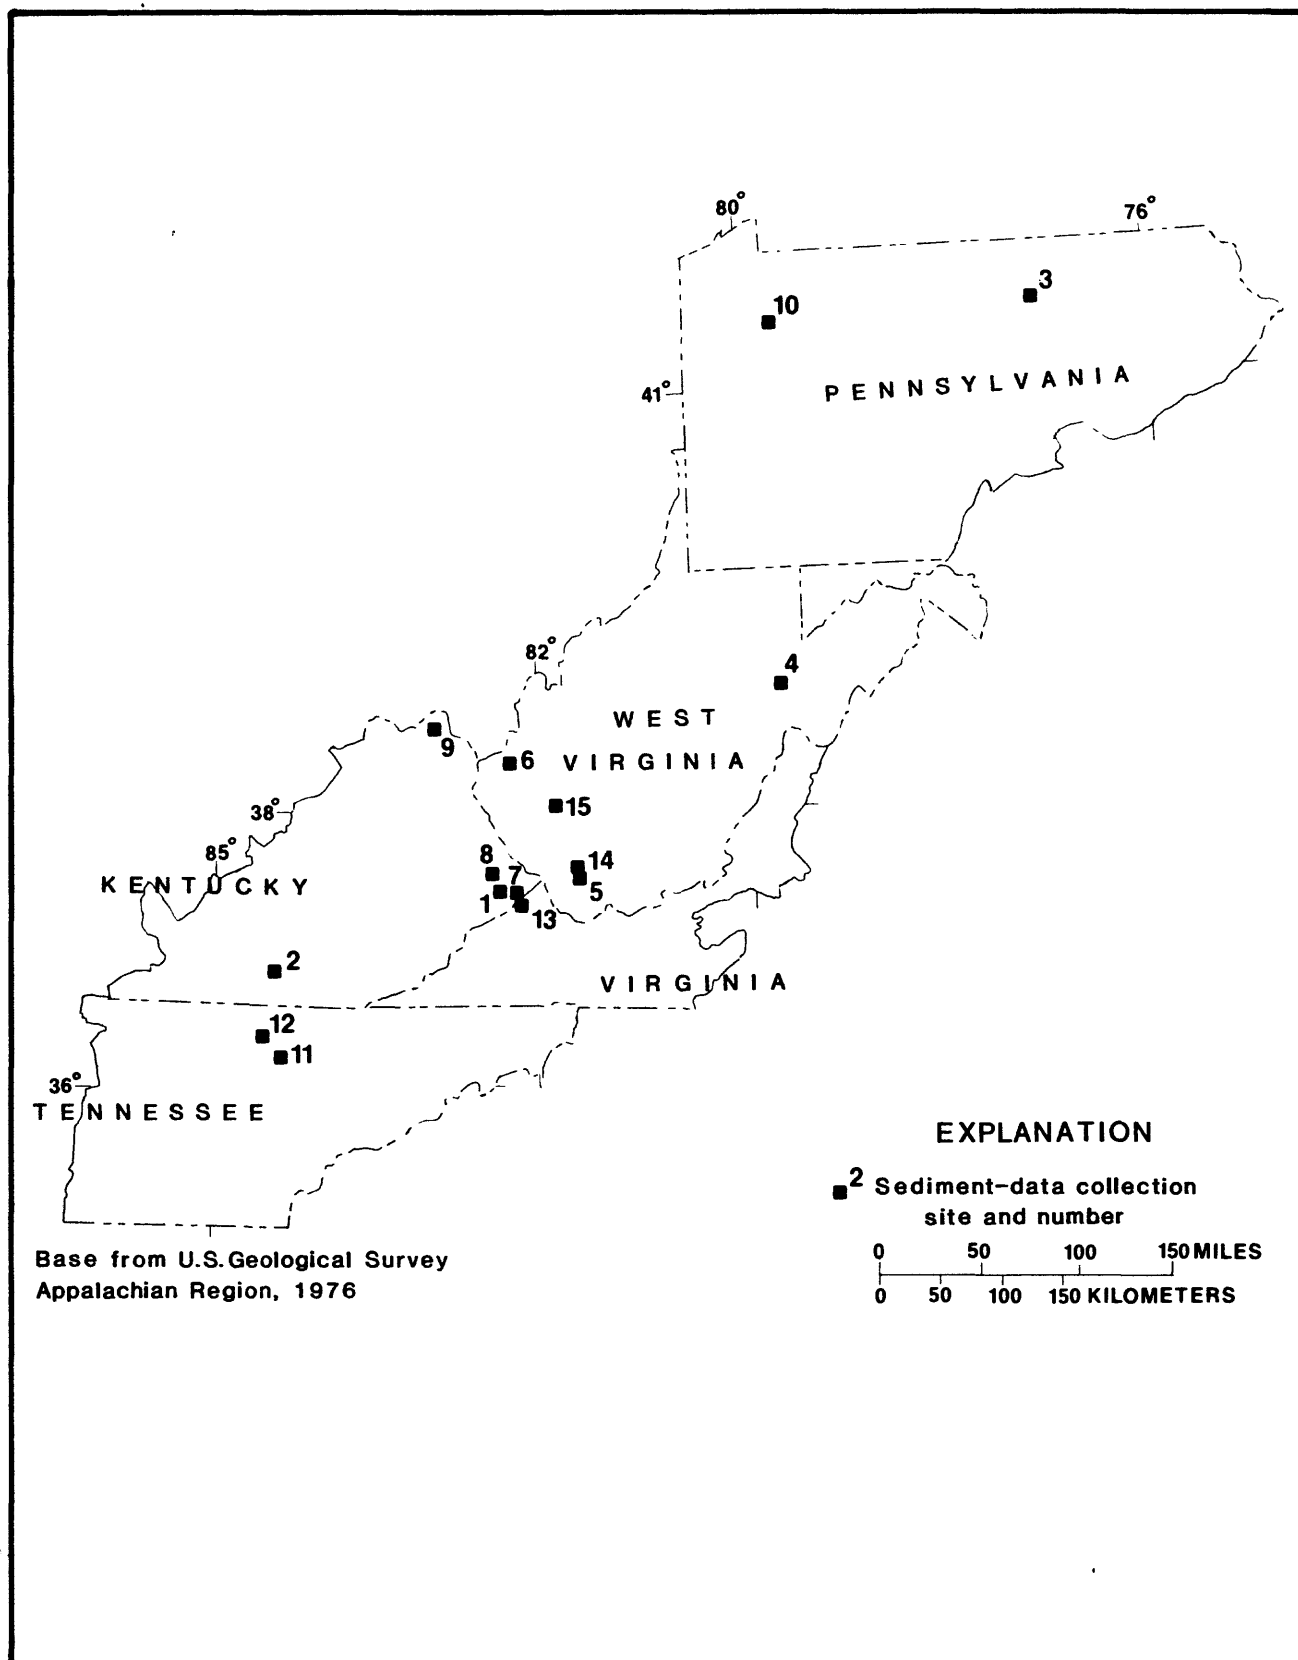 80°
76°
3
10
PENNSYLVANIA
41°
82°
4
WEST
VIRGINIA
9
6
15
38°
85°
KENTUCKY
8
7
14
5
1
13
2
VIRGINIA
12
11
36°
TENNESSEE
EXPLANATION
2 Sediment-data collection
site and number
0 50 100 150 MILES
0 50 100 150 KILOMETERS
Base from U.S. Geological Survey
Appalachian Region, 1976